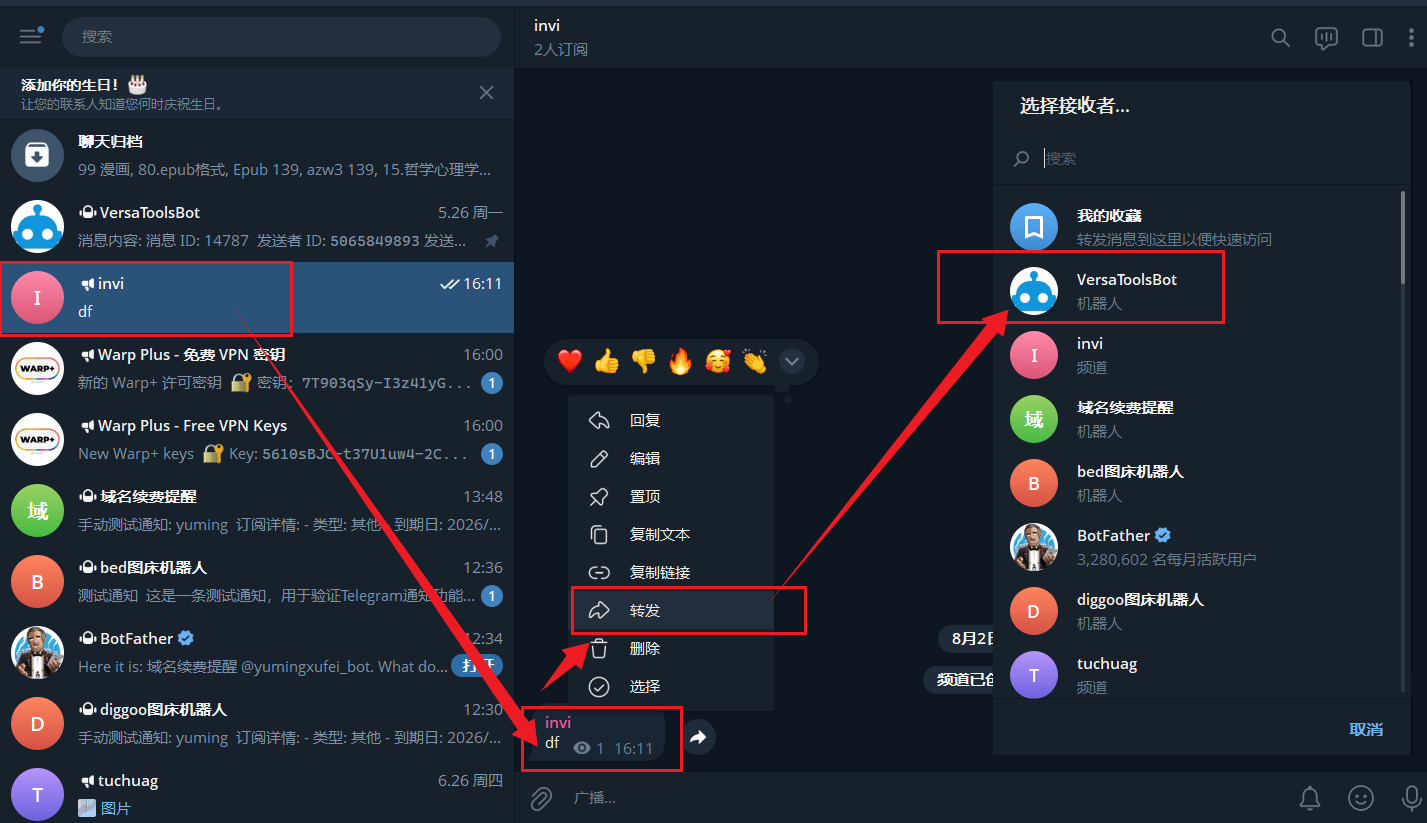 搜索
添加你的生日！🎂
让您的联系人知道您何时庆祝生日。
聊天归档
99 漫画, 80.epub格式, Epub 139, azw3 139, 15.哲学心理学...
VersaToolsBot 5.26 周一
消息内容: 消息 ID: 14787 发送者 ID: 5065849893 发送...
I
invi 16:11
df
WARP+
Warp Plus - 免费 VPN 密钥 16:00
新的 Warp+ 许可密钥 🔐 密钥： 7T903qSy-I3z41yG... 1
WARP+
Warp Plus - Free VPN Keys 16:00
New Warp+ keys 🔐 Key: 5610sBJC-t37U1uw4-2C... 1
域
域名续费提醒 13:48
手动测试通知: yuming 订阅详情: - 类型: 其他 - 到期日: 2026/...
B
bed图床机器人 12:36
测试通知 这是一条测试通知，用于验证Telegram通知功能... 1
BotFather 12:34
Here it is: 域名续费提醒 @yumingxufei_bot. What do... 打开
D
diggoo图床机器人 12:30
手动测试通知: yuming 订阅详情: - 类型: 其他 - 到期日: 2026/...
T
tuchuag 6.26 周四
图片
invi
2人订阅
回复
编辑
置顶
复制文本
复制链接
转发
删除
选择
8月2日
频道已创
invi
df 1 16:11
广播...
选择接收者...
搜索
我的收藏
转发消息到这里以便快速访问
VersaToolsBot
机器人
I
invi
频道
域
域名续费提醒
机器人
B
bed图床机器人
机器人
BotFather
3,280,602 名每月活跃用户
D
diggoo图床机器人
机器人
T
tuchuag
频道
取消